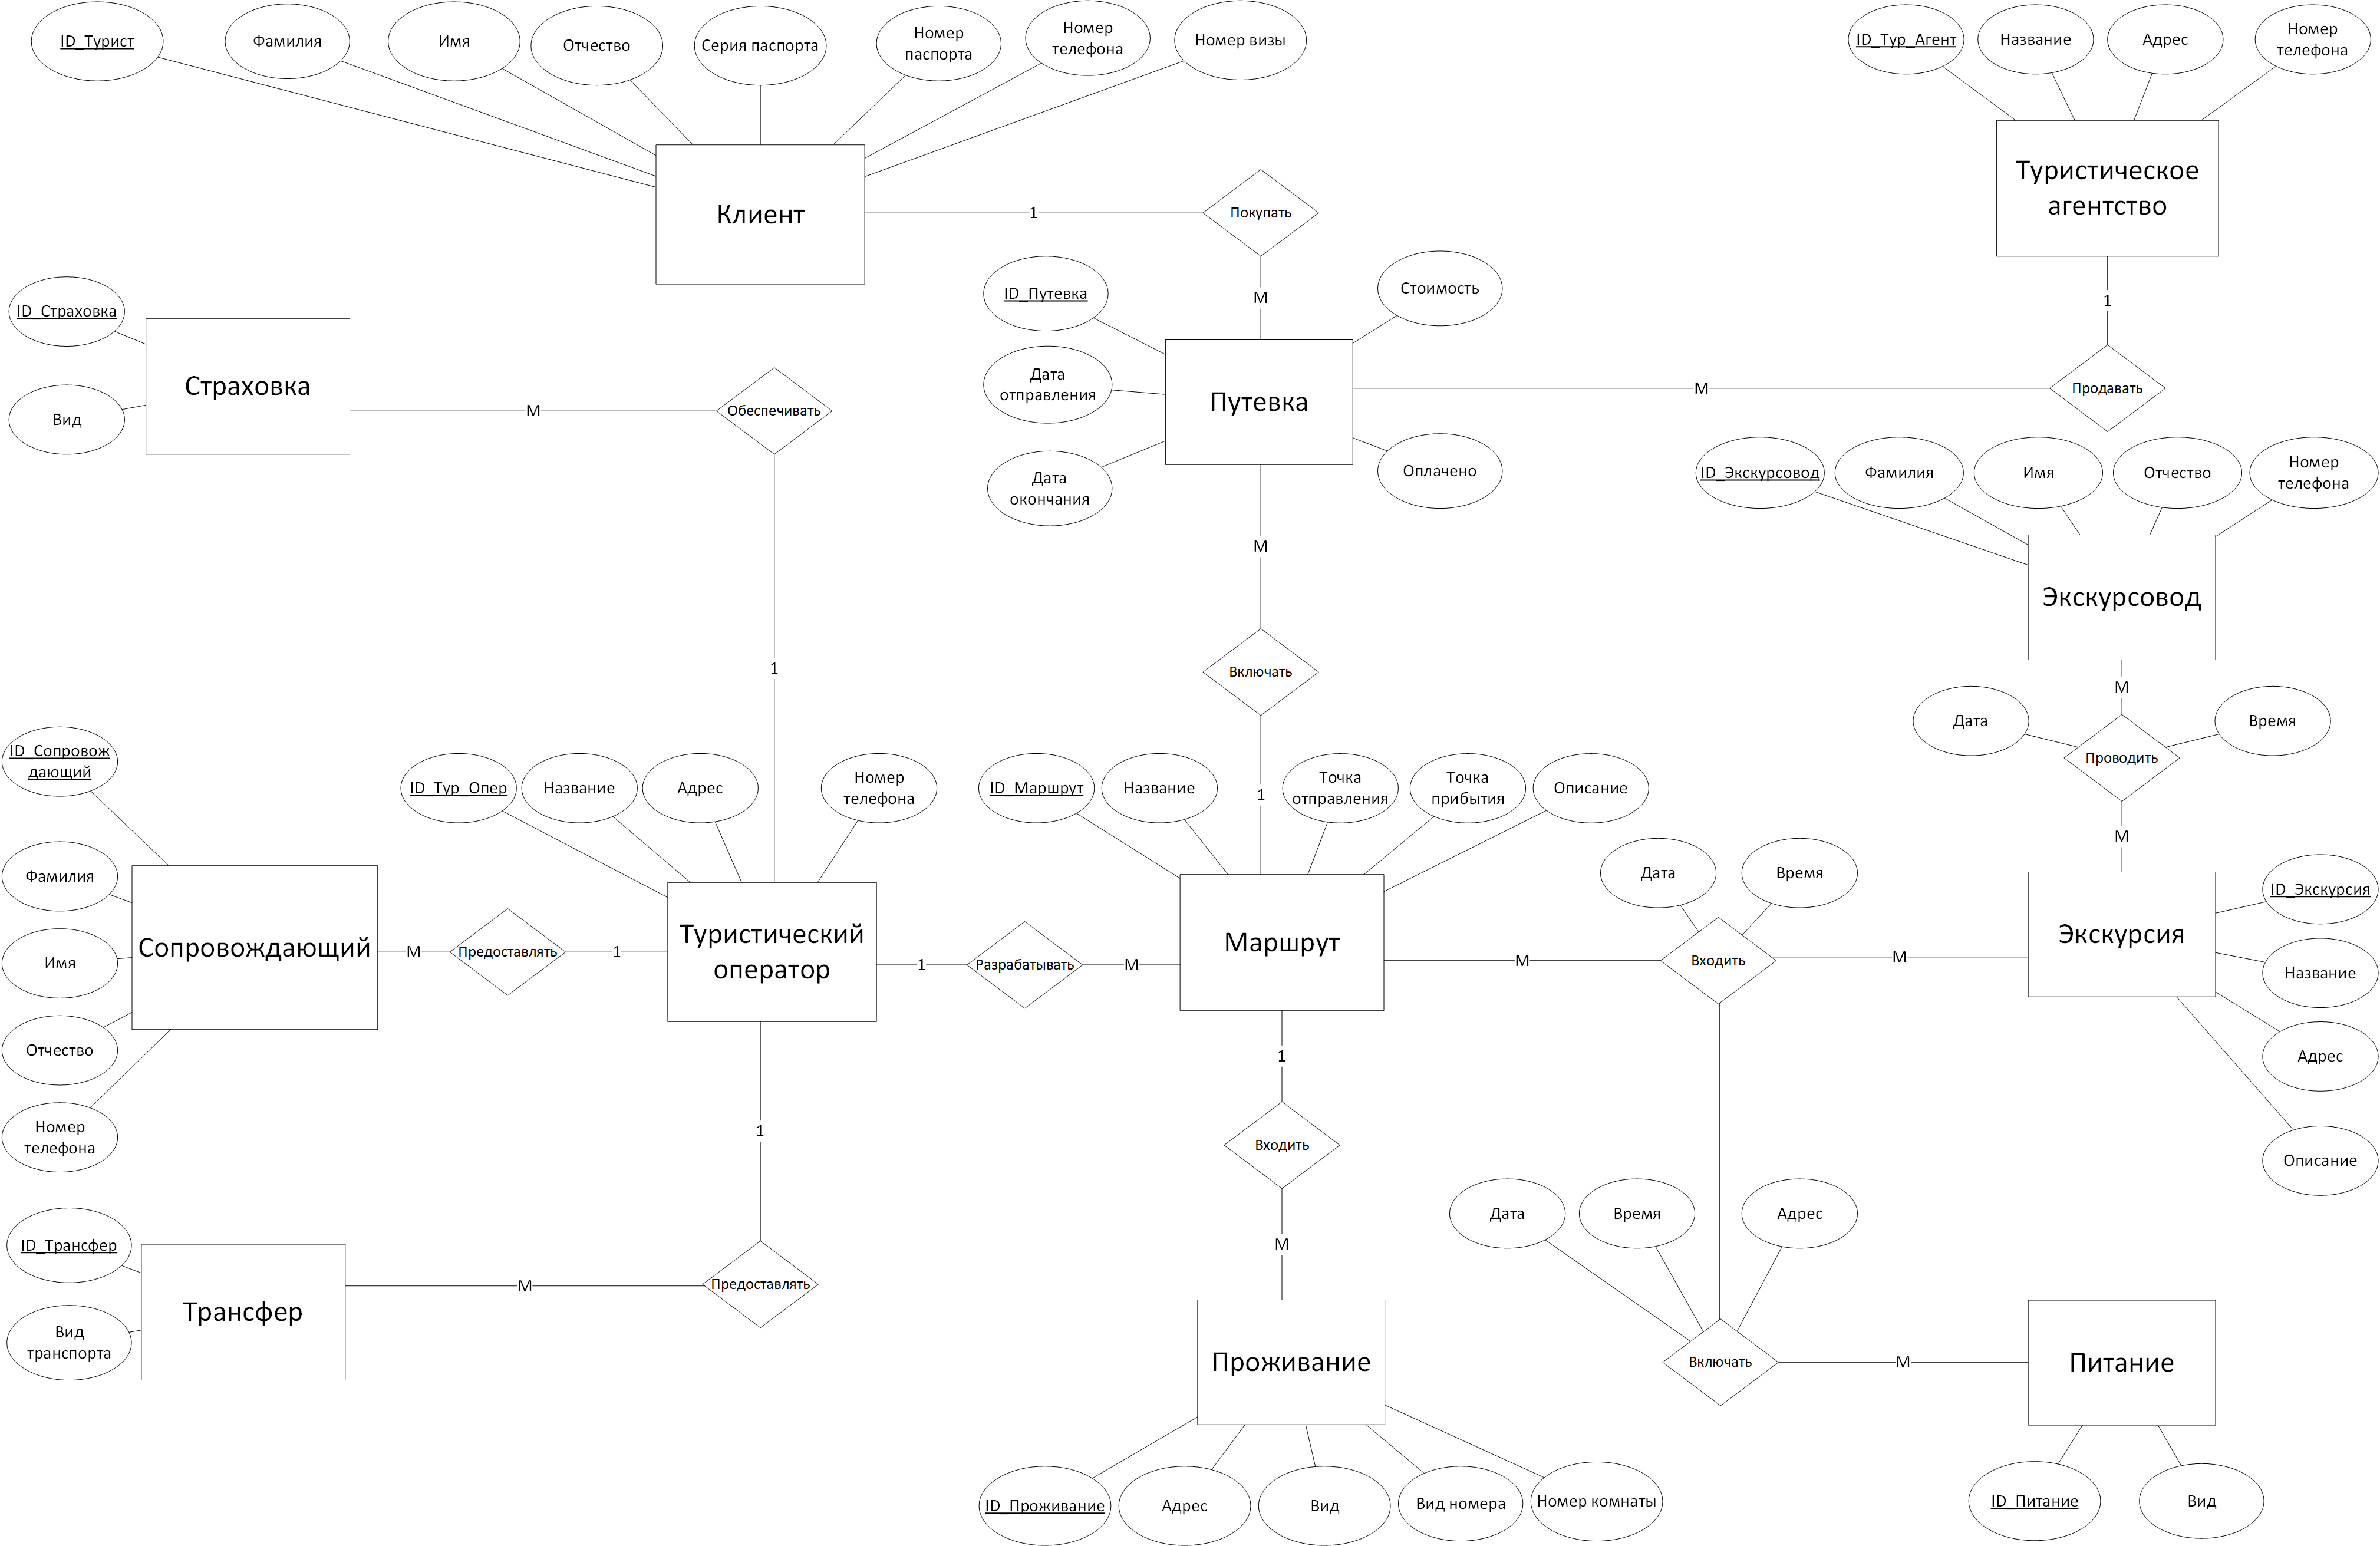 ID_Турист
Фамилия
Имя
Отчество
Серия паспорта
Номер
паспорта
Номер
телефона
Номер визы
ID_Тур_Агент
Название
Адрес
Номер
телефона
Клиент
1
Покупать
М
Туристическое
агентство
1
ID_Страховка
Вид
Страховка
М
Обеспечивать
1
ID_Путевка
Стоимость
Дата
отправления
Путевка
Дата
окончания
Оплачено
М
Продавать
ID_Экскурсовод
Фамилия
Имя
Отчество
Номер
телефона
Экскурсовод
М
Дата
Время
Проводить
М
М
Включать
1
ID_Сопровож
дающий
Фамилия
Имя
Отчество
Номер
телефона
Сопровождающий
М
Предоставлять
1
ID_Тур_Опер
Название
Адрес
Номер
телефона
Туристический
оператор
1
Разрабатывать
М
ID_Маршрут
Название
Точка
отправления
Точка
прибытия
Описание
Маршрут
М
Дата
Время
Входить
М
Экскурсия
ID_Экскурсия
Название
Адрес
Описание
1
Входить
М
1
ID_Трансфер
Вид
транспорта
Трансфер
М
Предоставлять
Дата
Время
Адрес
Включать
М
Питание
Проживание
ID_Проживание
Адрес
Вид
Вид номера
Номер комнаты
ID_Питание
Вид